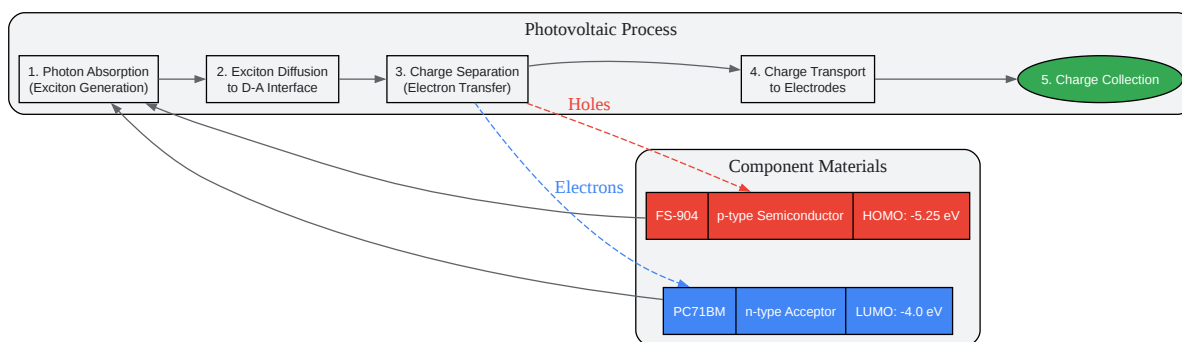 Photovoltaic Process
1. Photon Absorption
(Exciton Generation)
2. Exciton Diffusion
to D-A Interface
3. Charge Separation
(Electron Transfer)
4. Charge Transport
to Electrodes
5. Charge Collection
Holes
Electrons
Component Materials
FS-904
p-type Semiconductor
HOMO: -5.25 eV
PC71BM
n-type Acceptor
LUMO: -4.0 eV